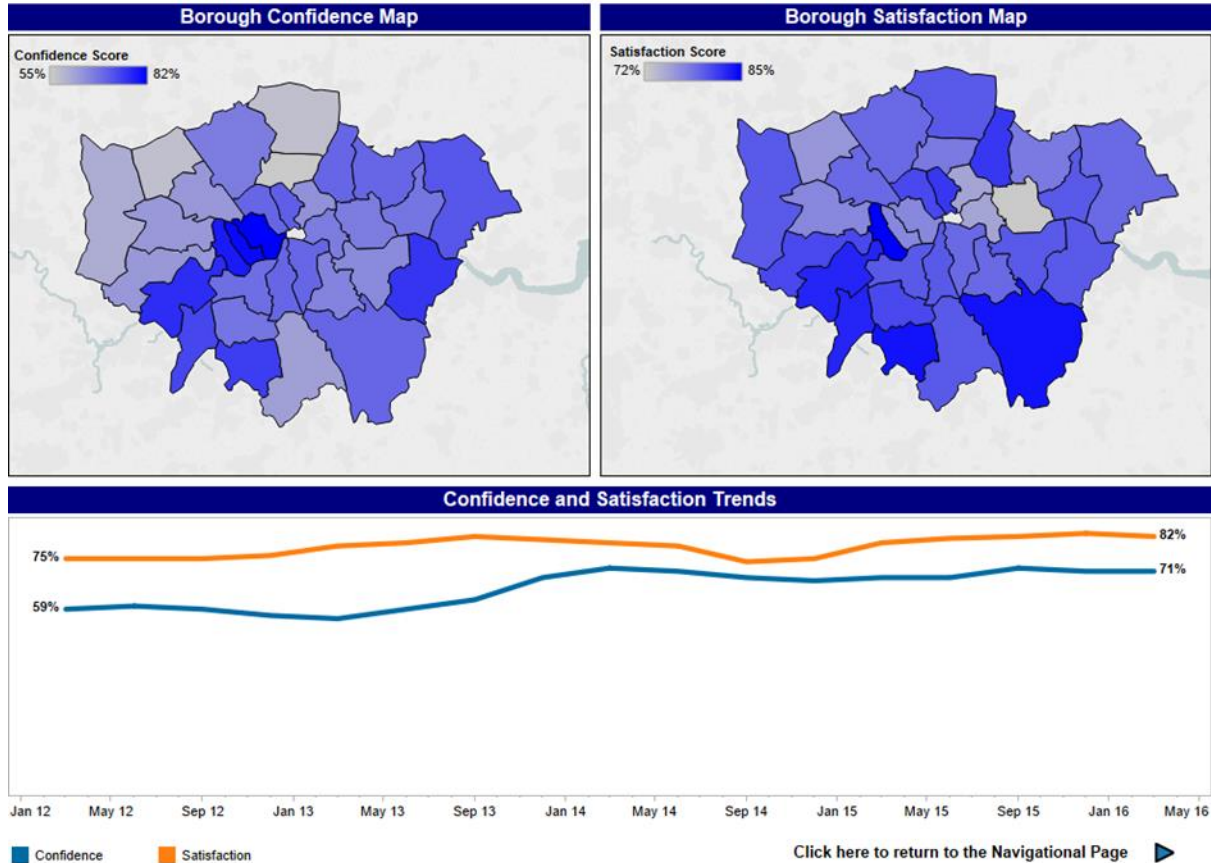 Borough Confidence Map
Borough Satisfaction Map
Confidence Score
55% 82%
Satisfaction Score
72% 85%
Confidence and Satisfaction Trends
75%
59%
82%
71%
Jan 12 May 12 Sep 12 Jan 13 May 13 Sep 13 Jan 14 May 14 Sep 14 Jan 15 May 15 Sep 15 Jan 16 May 16
Confidence Satisfaction
Click here to return to the Navigational Page